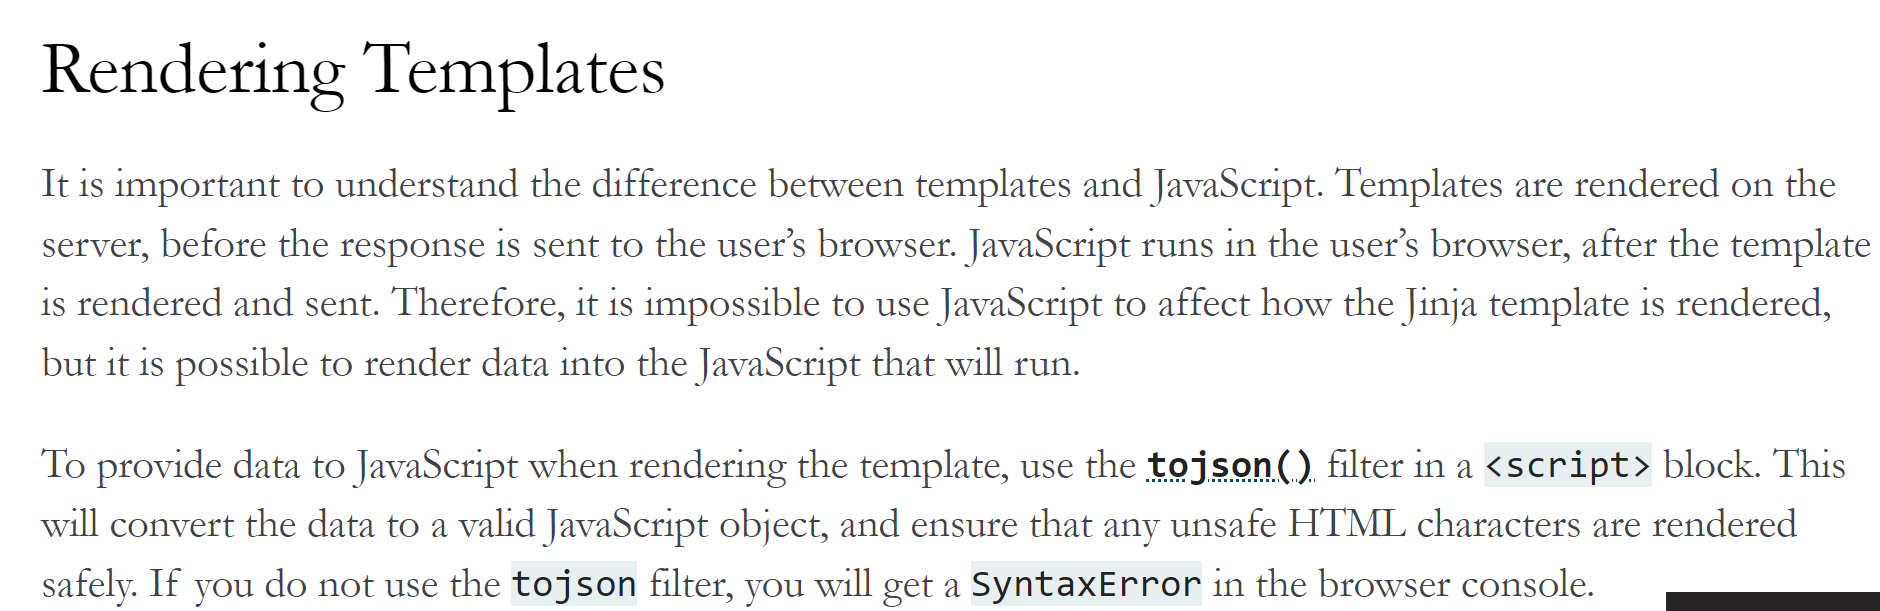 Rendering Templates
It is important to understand the difference between templates and JavaScript. Templates are rendered on the
server, before the response is sent to the user’s browser. JavaScript runs in the user’s browser, after the template
is rendered and sent. Therefore, it is impossible to use JavaScript to affect how the Jinja template is rendered,
but it is possible to render data into the JavaScript that will run.
To provide data to JavaScript when rendering the template, use the tojson() filter in a <script> block. This
will convert the data to a valid JavaScript object, and ensure that any unsafe HTML characters are rendered
safely. If you do not use the tojson filter, you will get a SyntaxError in the browser console.